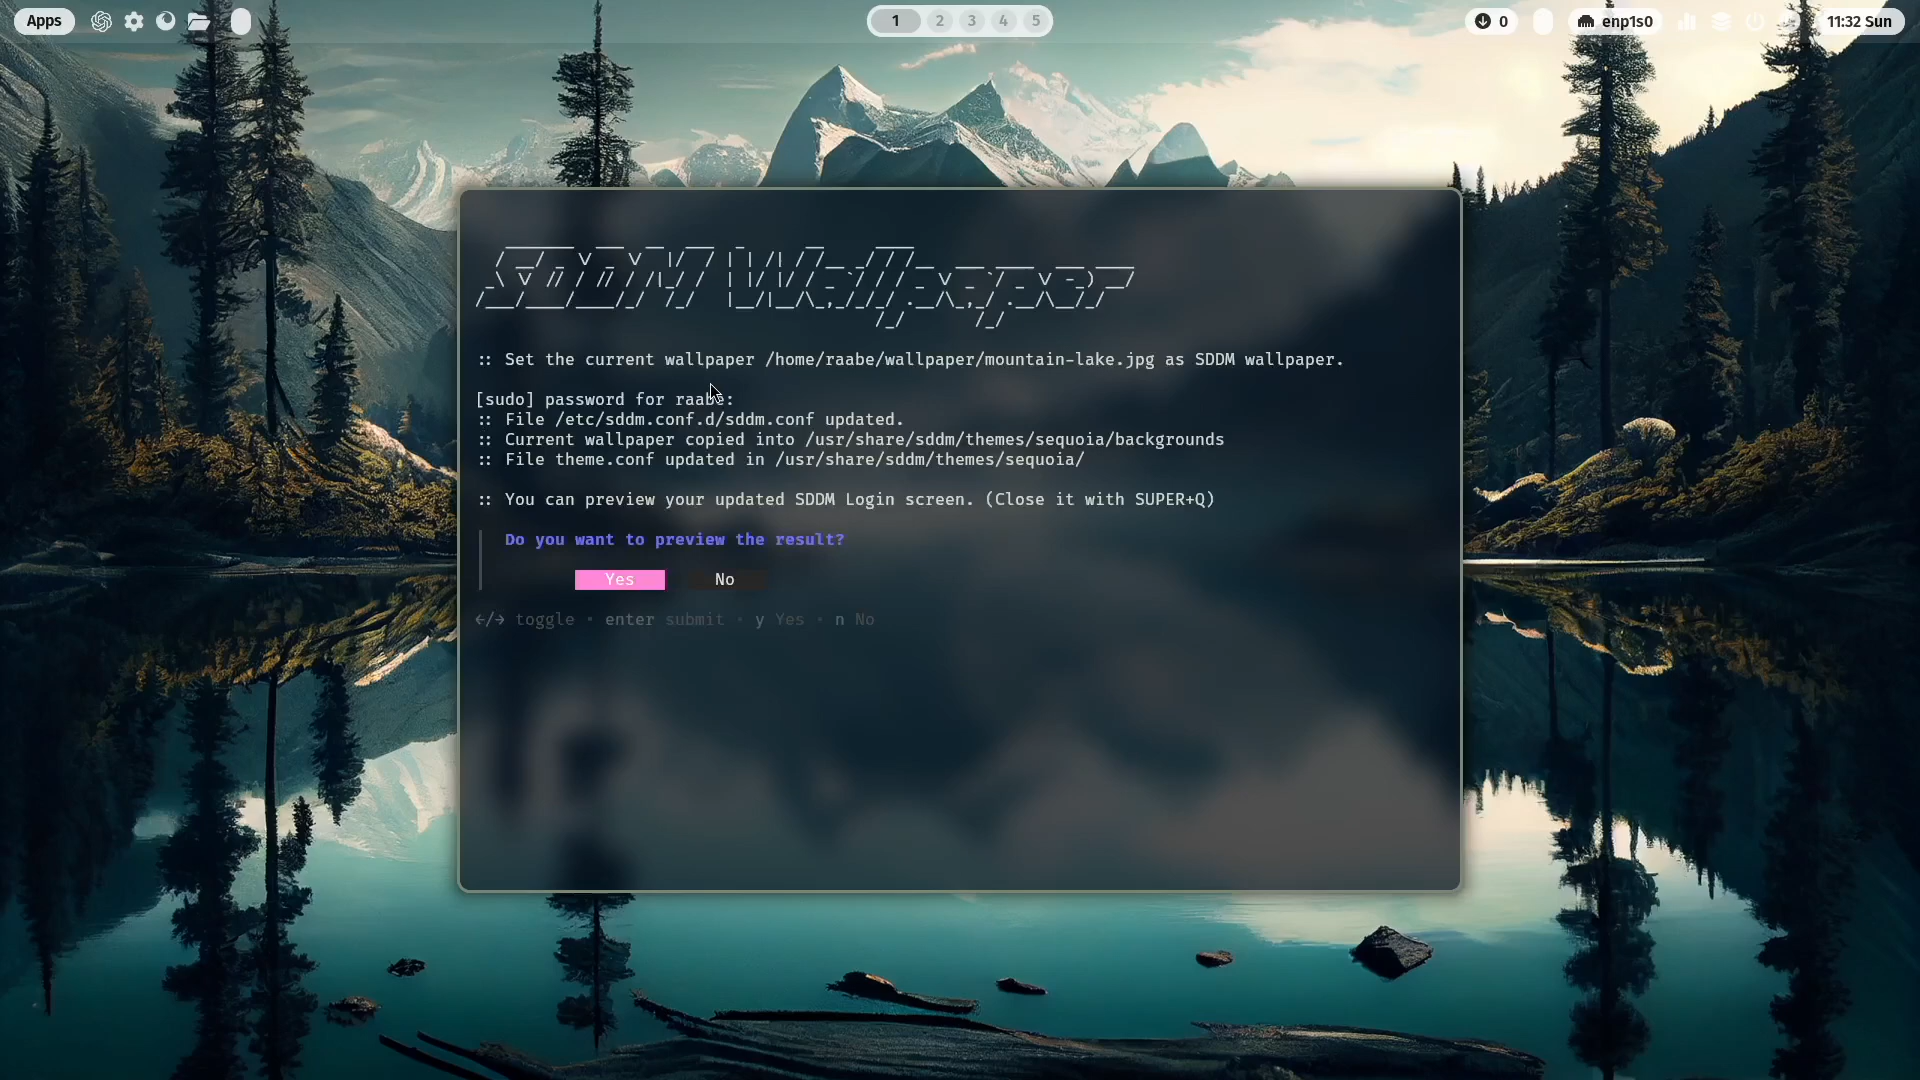 Apps
1 2 3 4 5
0
enp1s0
11:32 Sun
SDDM Wallpaper
:: Set the current wallpaper /home/raabe/wallpaper/mountain-lake.jpg as SDDM wallpaper.
[sudo] password for raabe:
:: File /etc/sddm.conf.d/sddm.conf updated.
:: Current wallpaper copied into /usr/share/sddm/themes/sequoia/backgrounds
:: File theme.conf updated in /usr/share/sddm/themes/sequoia/
:: You can preview your updated SDDM Login screen. (Close it with SUPER+Q)
Do you want to preview the result?
Yes No
←/→ toggle • enter submit • y Yes • n No